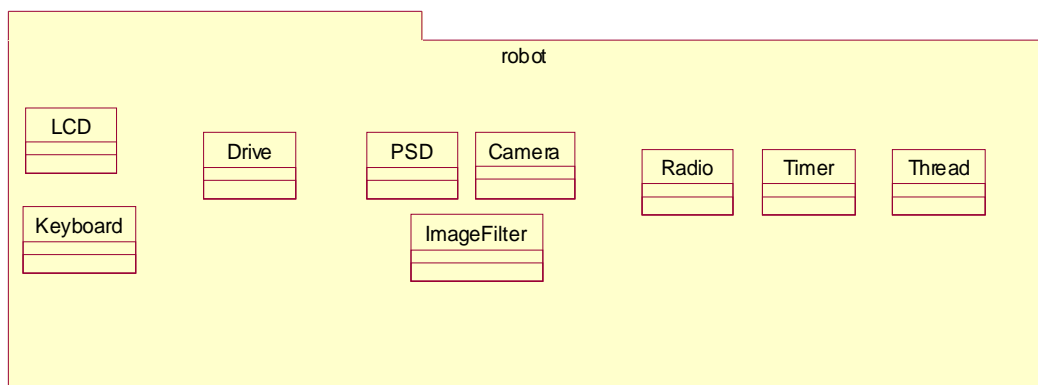 robot
LCD
Drive
PSD
Camera
Radio
Timer
Thread
Keyboard
ImageFilter